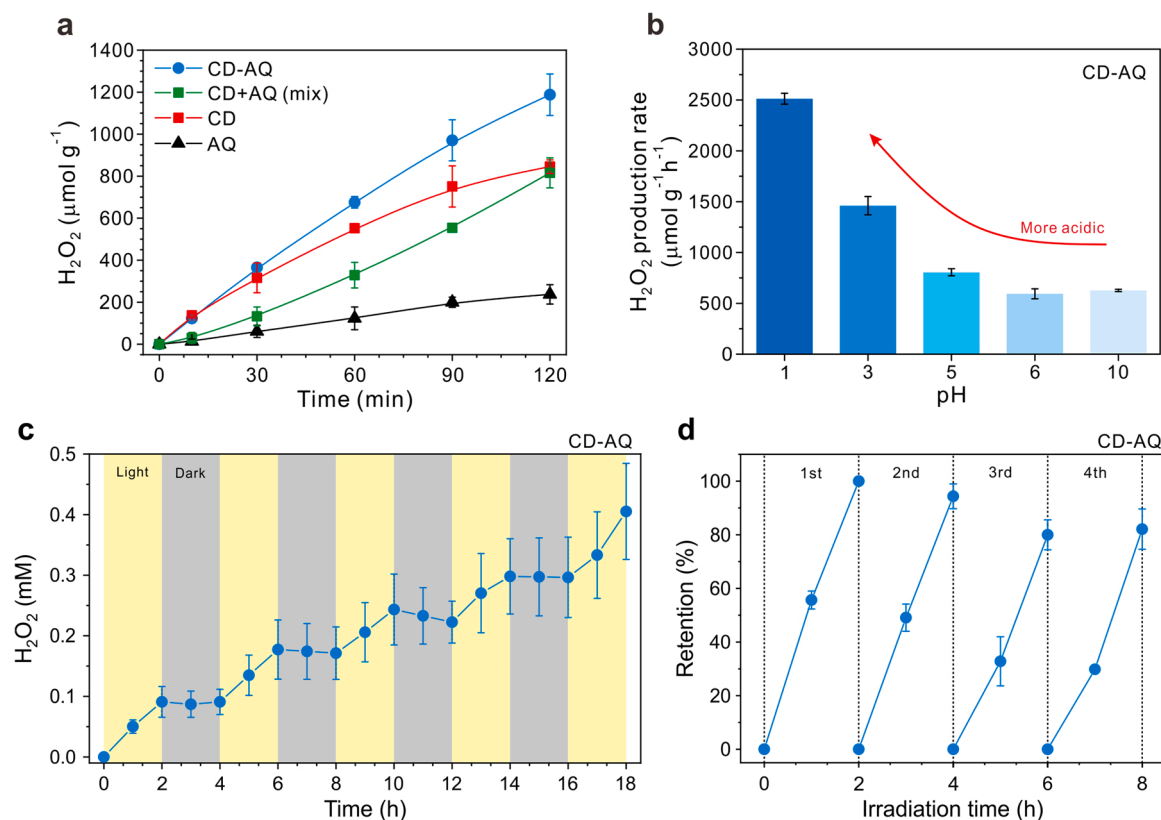 a
H₂O₂ (μmol g⁻¹)
1400
1200
1000
800
600
400
200
0
CD-AQ
CD+AQ (mix)
CD
AQ
0 30 60 90 120
Time (min)
b
H₂O₂ production rate
(μmol g⁻¹h⁻¹)
3000
2500
2000
1500
1000
500
0
CD-AQ
More acidic
1 3 5 6 10
pH
c
CD-AQ
H₂O₂ (mM)
0.5
0.4
0.3
0.2
0.1
0.0
Light Dark
0 2 4 6 8 10 12 14 16 18
Time (h)
d
CD-AQ
Retention (%)
100
80
60
40
20
0
1st 2nd 3rd 4th
0 2 4 6 8
Irradiation time (h)